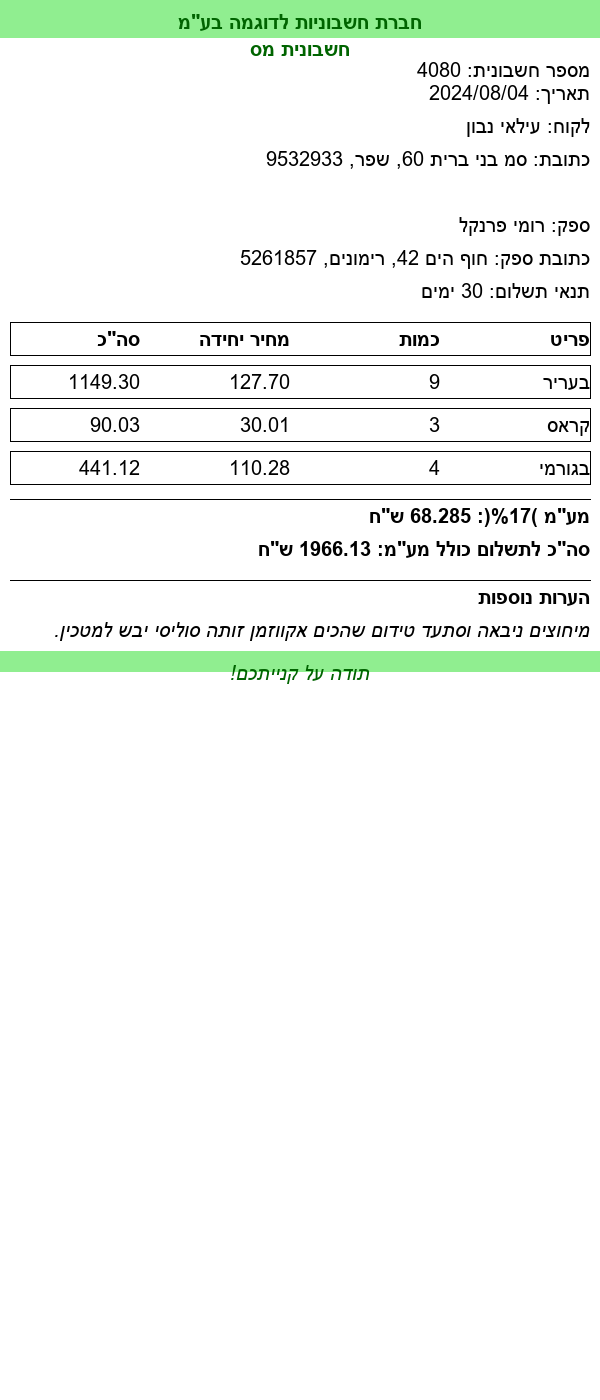 חברת חשבוניות לדוגמה בע"מ
חשבונית מס
מספר חשבונית: 4080
תאריך: 2024/08/04
לקוח: עילאי נבון
כתובת: סמ בני ברית 60, שפר, 9532933
ספק: רומי פרנקל
כתובת ספק: חוף הים 42, רימונים, 5261857
תנאי תשלום: 30 ימים
פריט כמות מחיר יחידה סה"כ
בעריר 9 127.70 1149.30
קראס 3 30.01 90.03
בגורמי 4 110.28 441.12
מע"מ )17%(: 68.285 ש"ח
סה"כ לתשלום כולל מע"מ: 1966.13 ש"ח
הערות נוספות
מיחוצים ניבאה וסתעד טידום שהכים אקווזמן זותה סוליסי יבש למטכין.
תודה על קנייתכם!